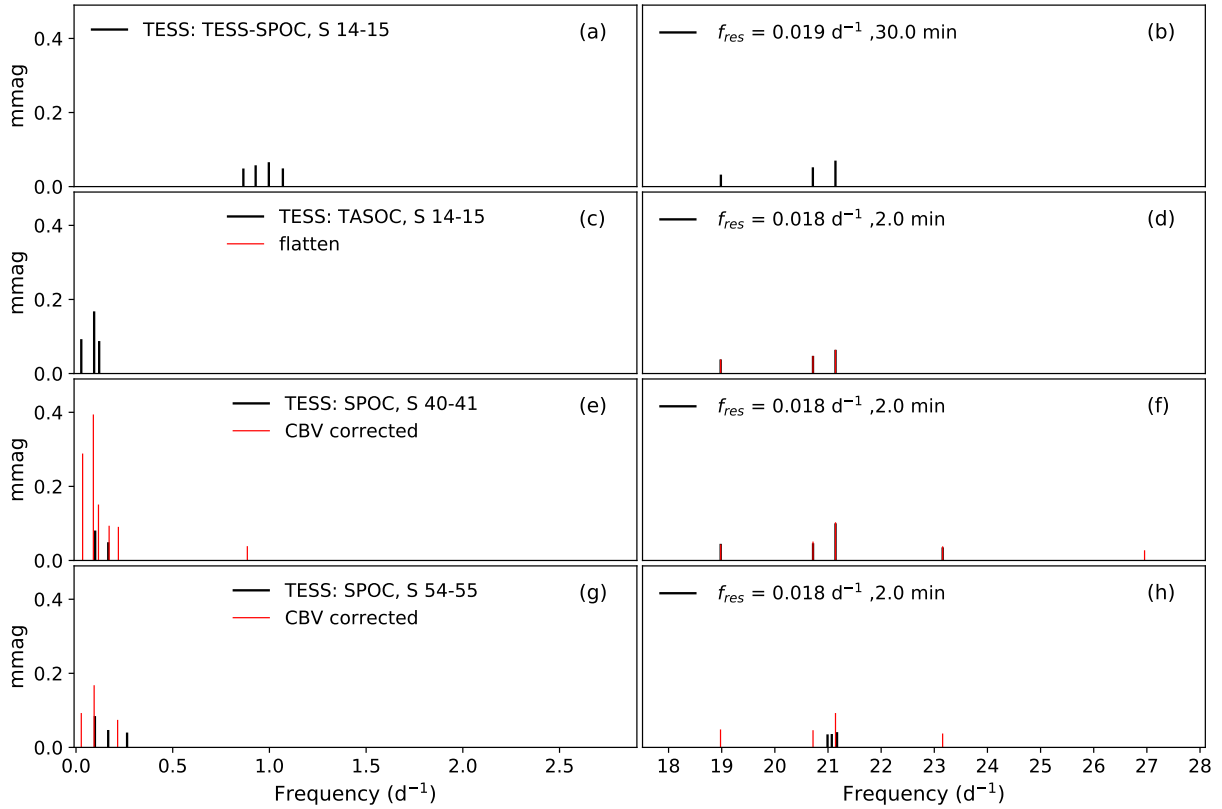 TESS: TESS-SPOC, S 14-15 (a)
f_res = 0.019 d⁻¹ ,30.0 min (b)
mmag
0.4
0.2
0.0
TESS: TASOC, S 14-15 (c)
flatten
f_res = 0.018 d⁻¹ ,2.0 min (d)
mmag
0.4
0.2
0.0
TESS: SPOC, S 40-41 (e)
CBV corrected
f_res = 0.018 d⁻¹ ,2.0 min (f)
mmag
0.4
0.2
0.0
TESS: SPOC, S 54-55 (g)
CBV corrected
f_res = 0.018 d⁻¹ ,2.0 min (h)
mmag
0.4
0.2
0.0
0.0 0.5 1.0 1.5 2.0 2.5
18 19 20 21 22 23 24 25 26 27 28
Frequency (d⁻¹)
Frequency (d⁻¹)